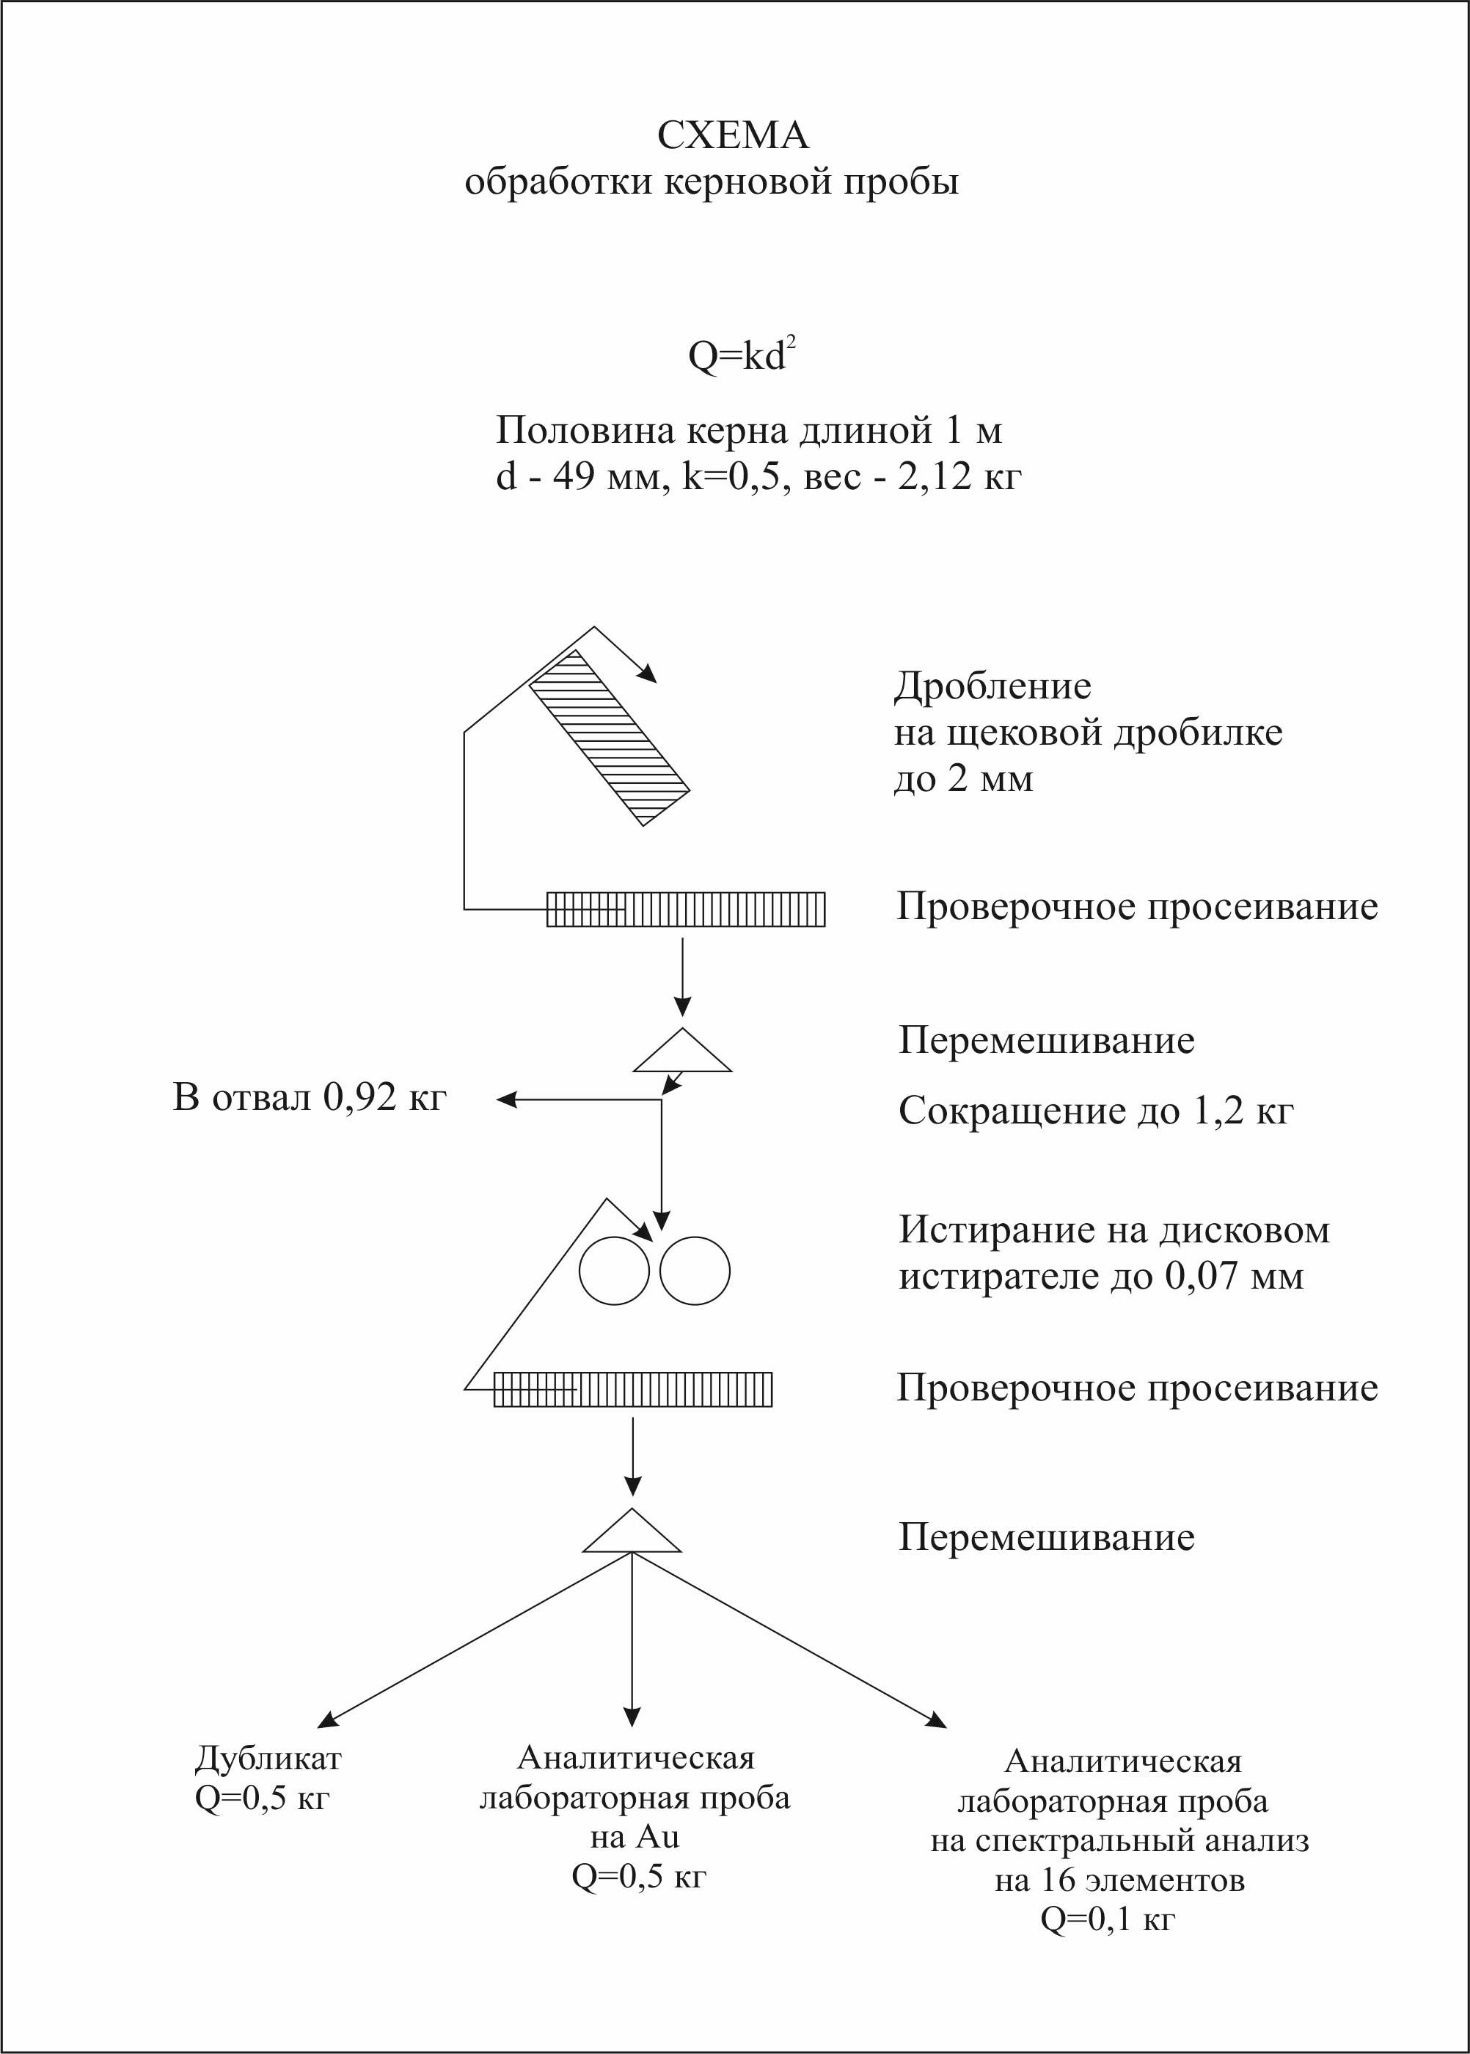 СХЕМА
обработки керновой пробы
Q=kd²
Половина керна длиной 1 м
d - 49 мм, k=0,5, вес - 2,12 кг
Дробление
на щековой дробилке
до 2 мм
Проверочное просеивание
Перемешивание
В отвал 0,92 кг
Сокращение до 1,2 кг
Истирание на дисковом
истирателе до 0,07 мм
Проверочное просеивание
Перемешивание
Дубликат
Q=0,5 кг
Аналитическая
лабораторная проба
на Au
Q=0,5 кг
Аналитическая
лабораторная проба
на спектральный анализ
на 16 элементов
Q=0,1 кг